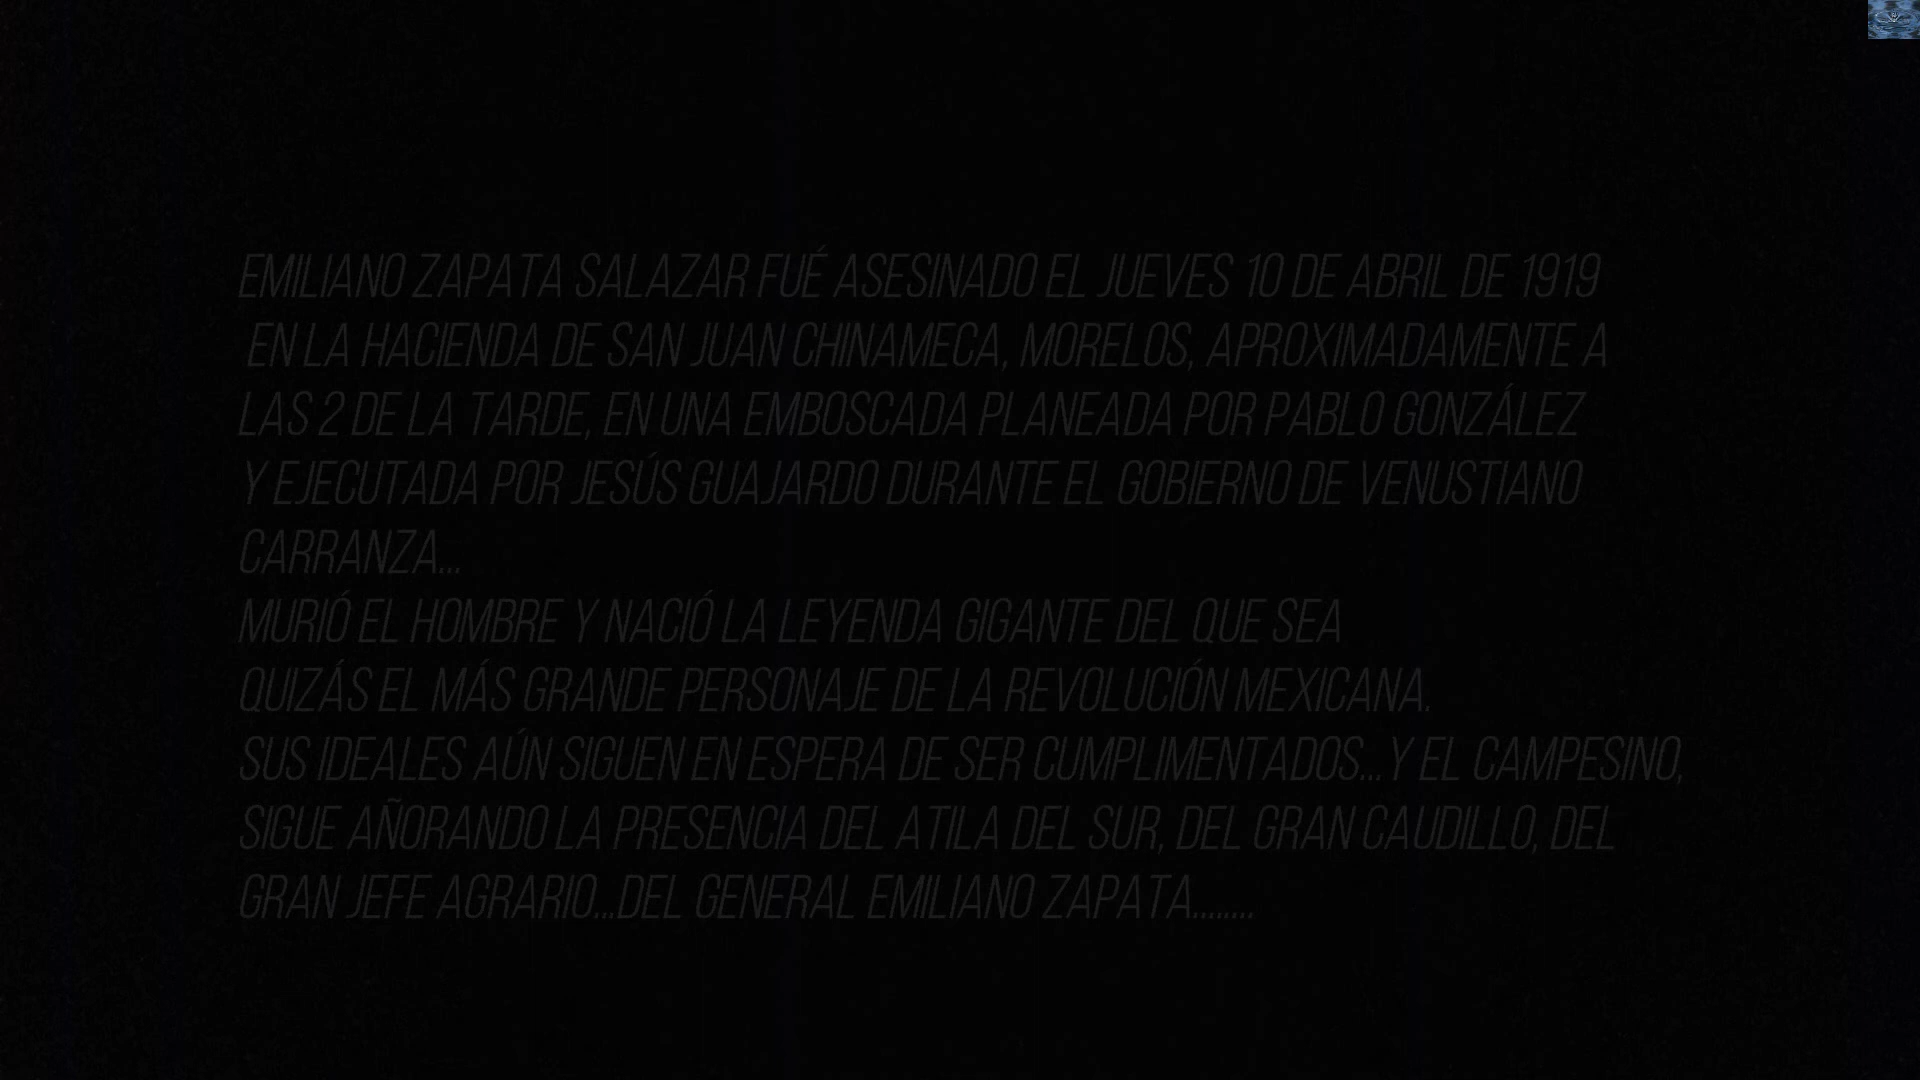 EMILIANO ZAPATA SALAZAR FUÉ ASESINADO EL JUEVES 10 DE ABRIL DE 1919
EN LA HACIENDA DE SAN JUAN CHINAMECA, MORELOS, APROXIMADAMENTE A
LAS 2 DE LA TARDE, EN UNA EMBOSCADA PLANEADA POR PABLO GONZÁLEZ
Y EJECUTADA POR JESÚS GUAJARDO DURANTE EL GOBIERNO DE VENUSTIANO
CARRANZA...
MURIÓ EL HOMBRE Y NACIÓ LA LEYENDA GIGANTE DEL QUE SEA
QUIZÁS EL MÁS GRANDE PERSONAJE DE LA REVOLUCIÓN MEXICANA.
SUS IDEALES AÚN SIGUEN EN ESPERA DE SER CUMPLIMENTADOS...Y EL CAMPESINO,
SIGUE AÑORANDO LA PRESENCIA DEL ATILA DEL SUR, DEL GRAN CAUDILLO, DEL
GRAN JEFE AGRARIO...DEL GENERAL EMILIANO ZAPATA........